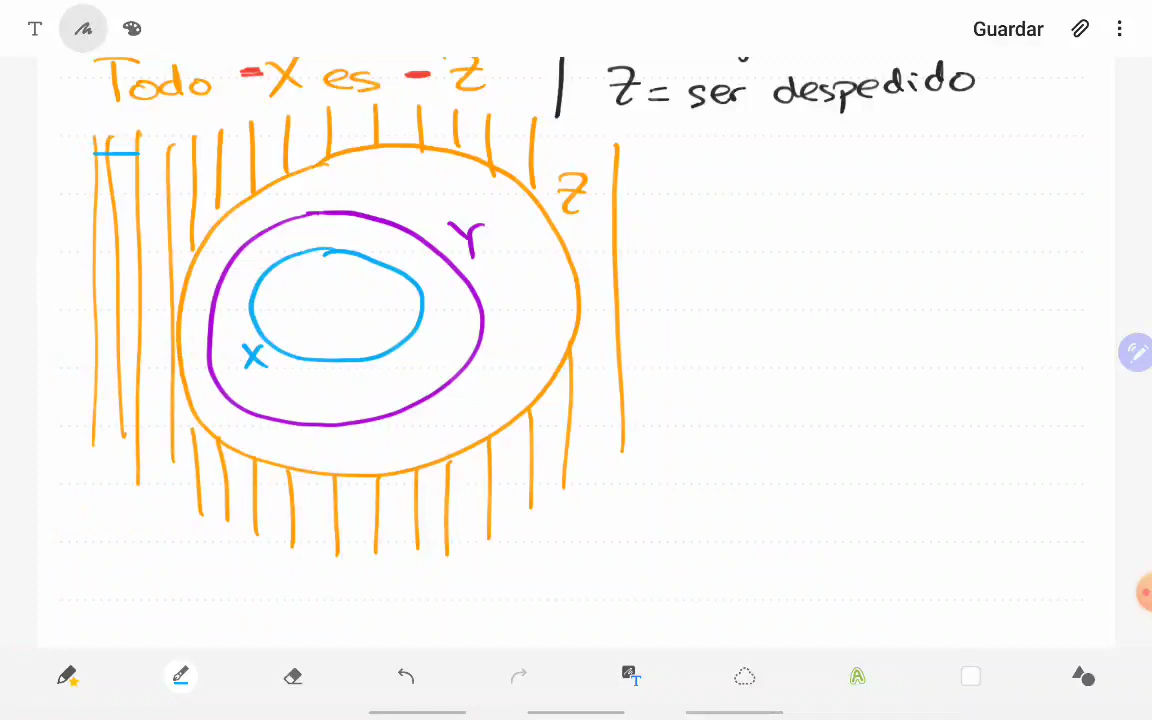 T Guardar
Todo -X es -Z
Z = ser despedido
Z
Y
X
T
A